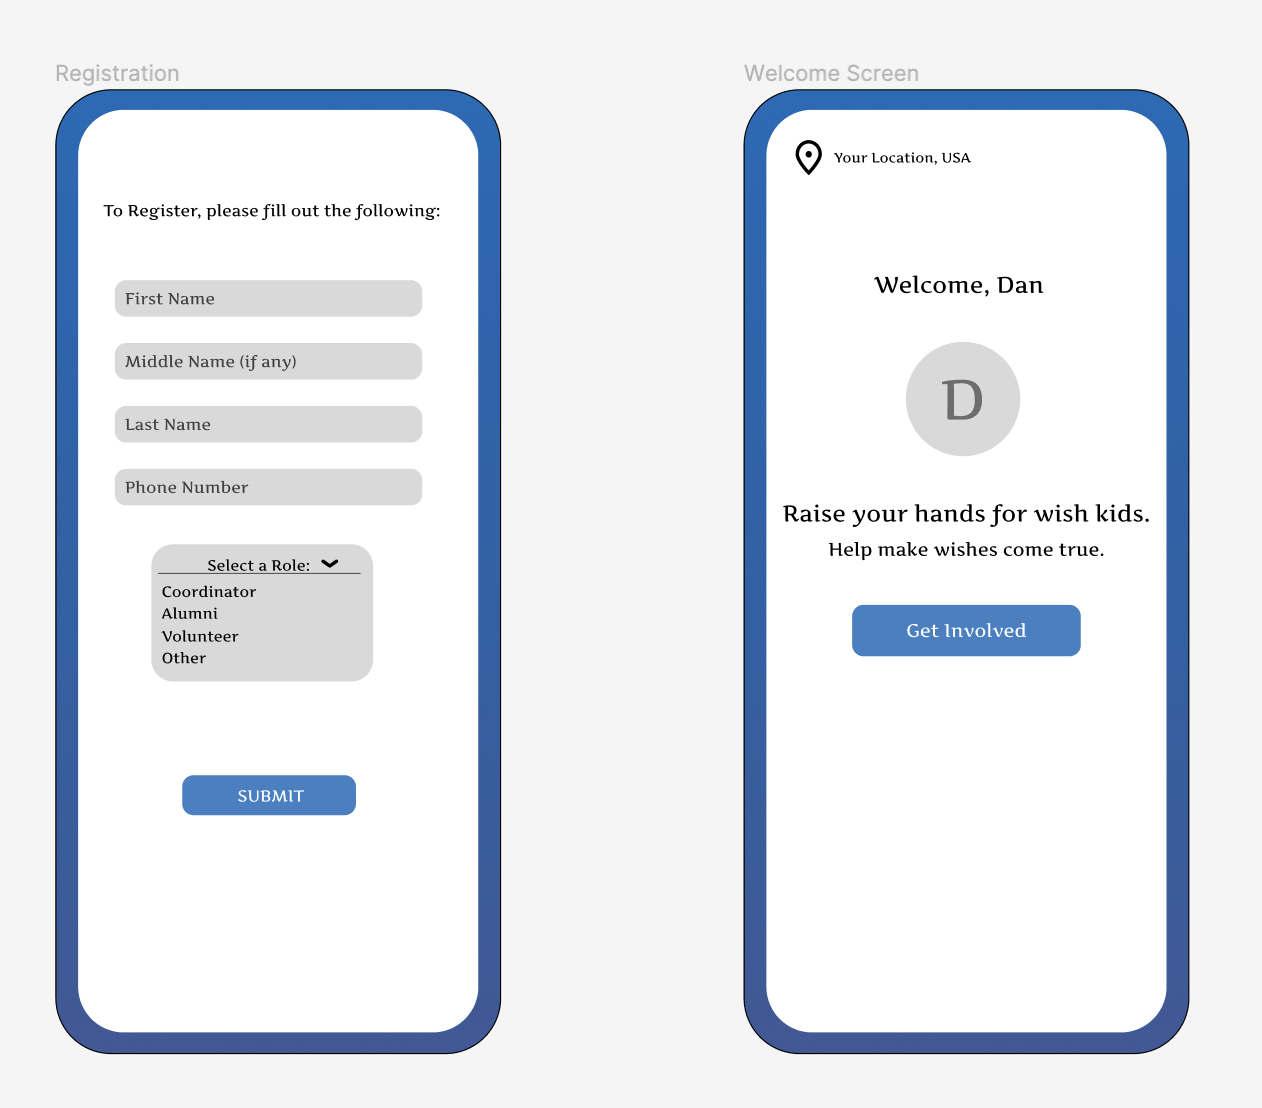 Registration
To Register, please fill out the following:
First Name
Middle Name (if any)
Last Name
Phone Number
Select a Role:
Coordinator
Alumni
Volunteer
Other
SUBMIT
Welcome Screen
Your Location, USA
Welcome, Dan
D
Raise your hands for wish kids.
Help make wishes come true.
Get Involved